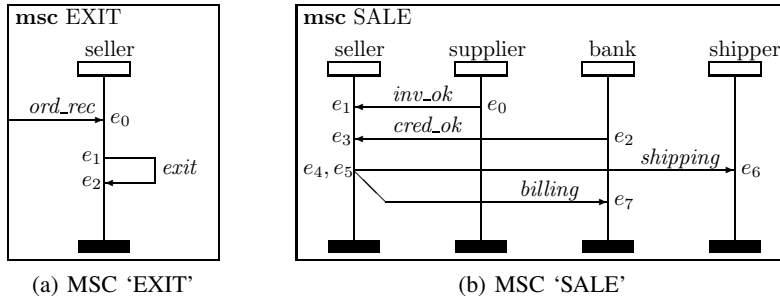 msc EXIT
seller
ord_rec
e0
e1
exit
e2
(a) MSC ‘EXIT’
msc SALE
seller supplier bank shipper
e1 inv_ok e0
e3 cred_ok e2
e4, e5 shipping e6
billing e7
(b) MSC ‘SALE’